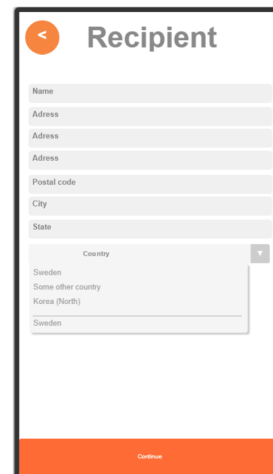 <
Recipient
Name
Adress
Adress
Adress
Postal code
City
State
Country
Sweden
Some other country
Korea (North)
Sweden
Continue